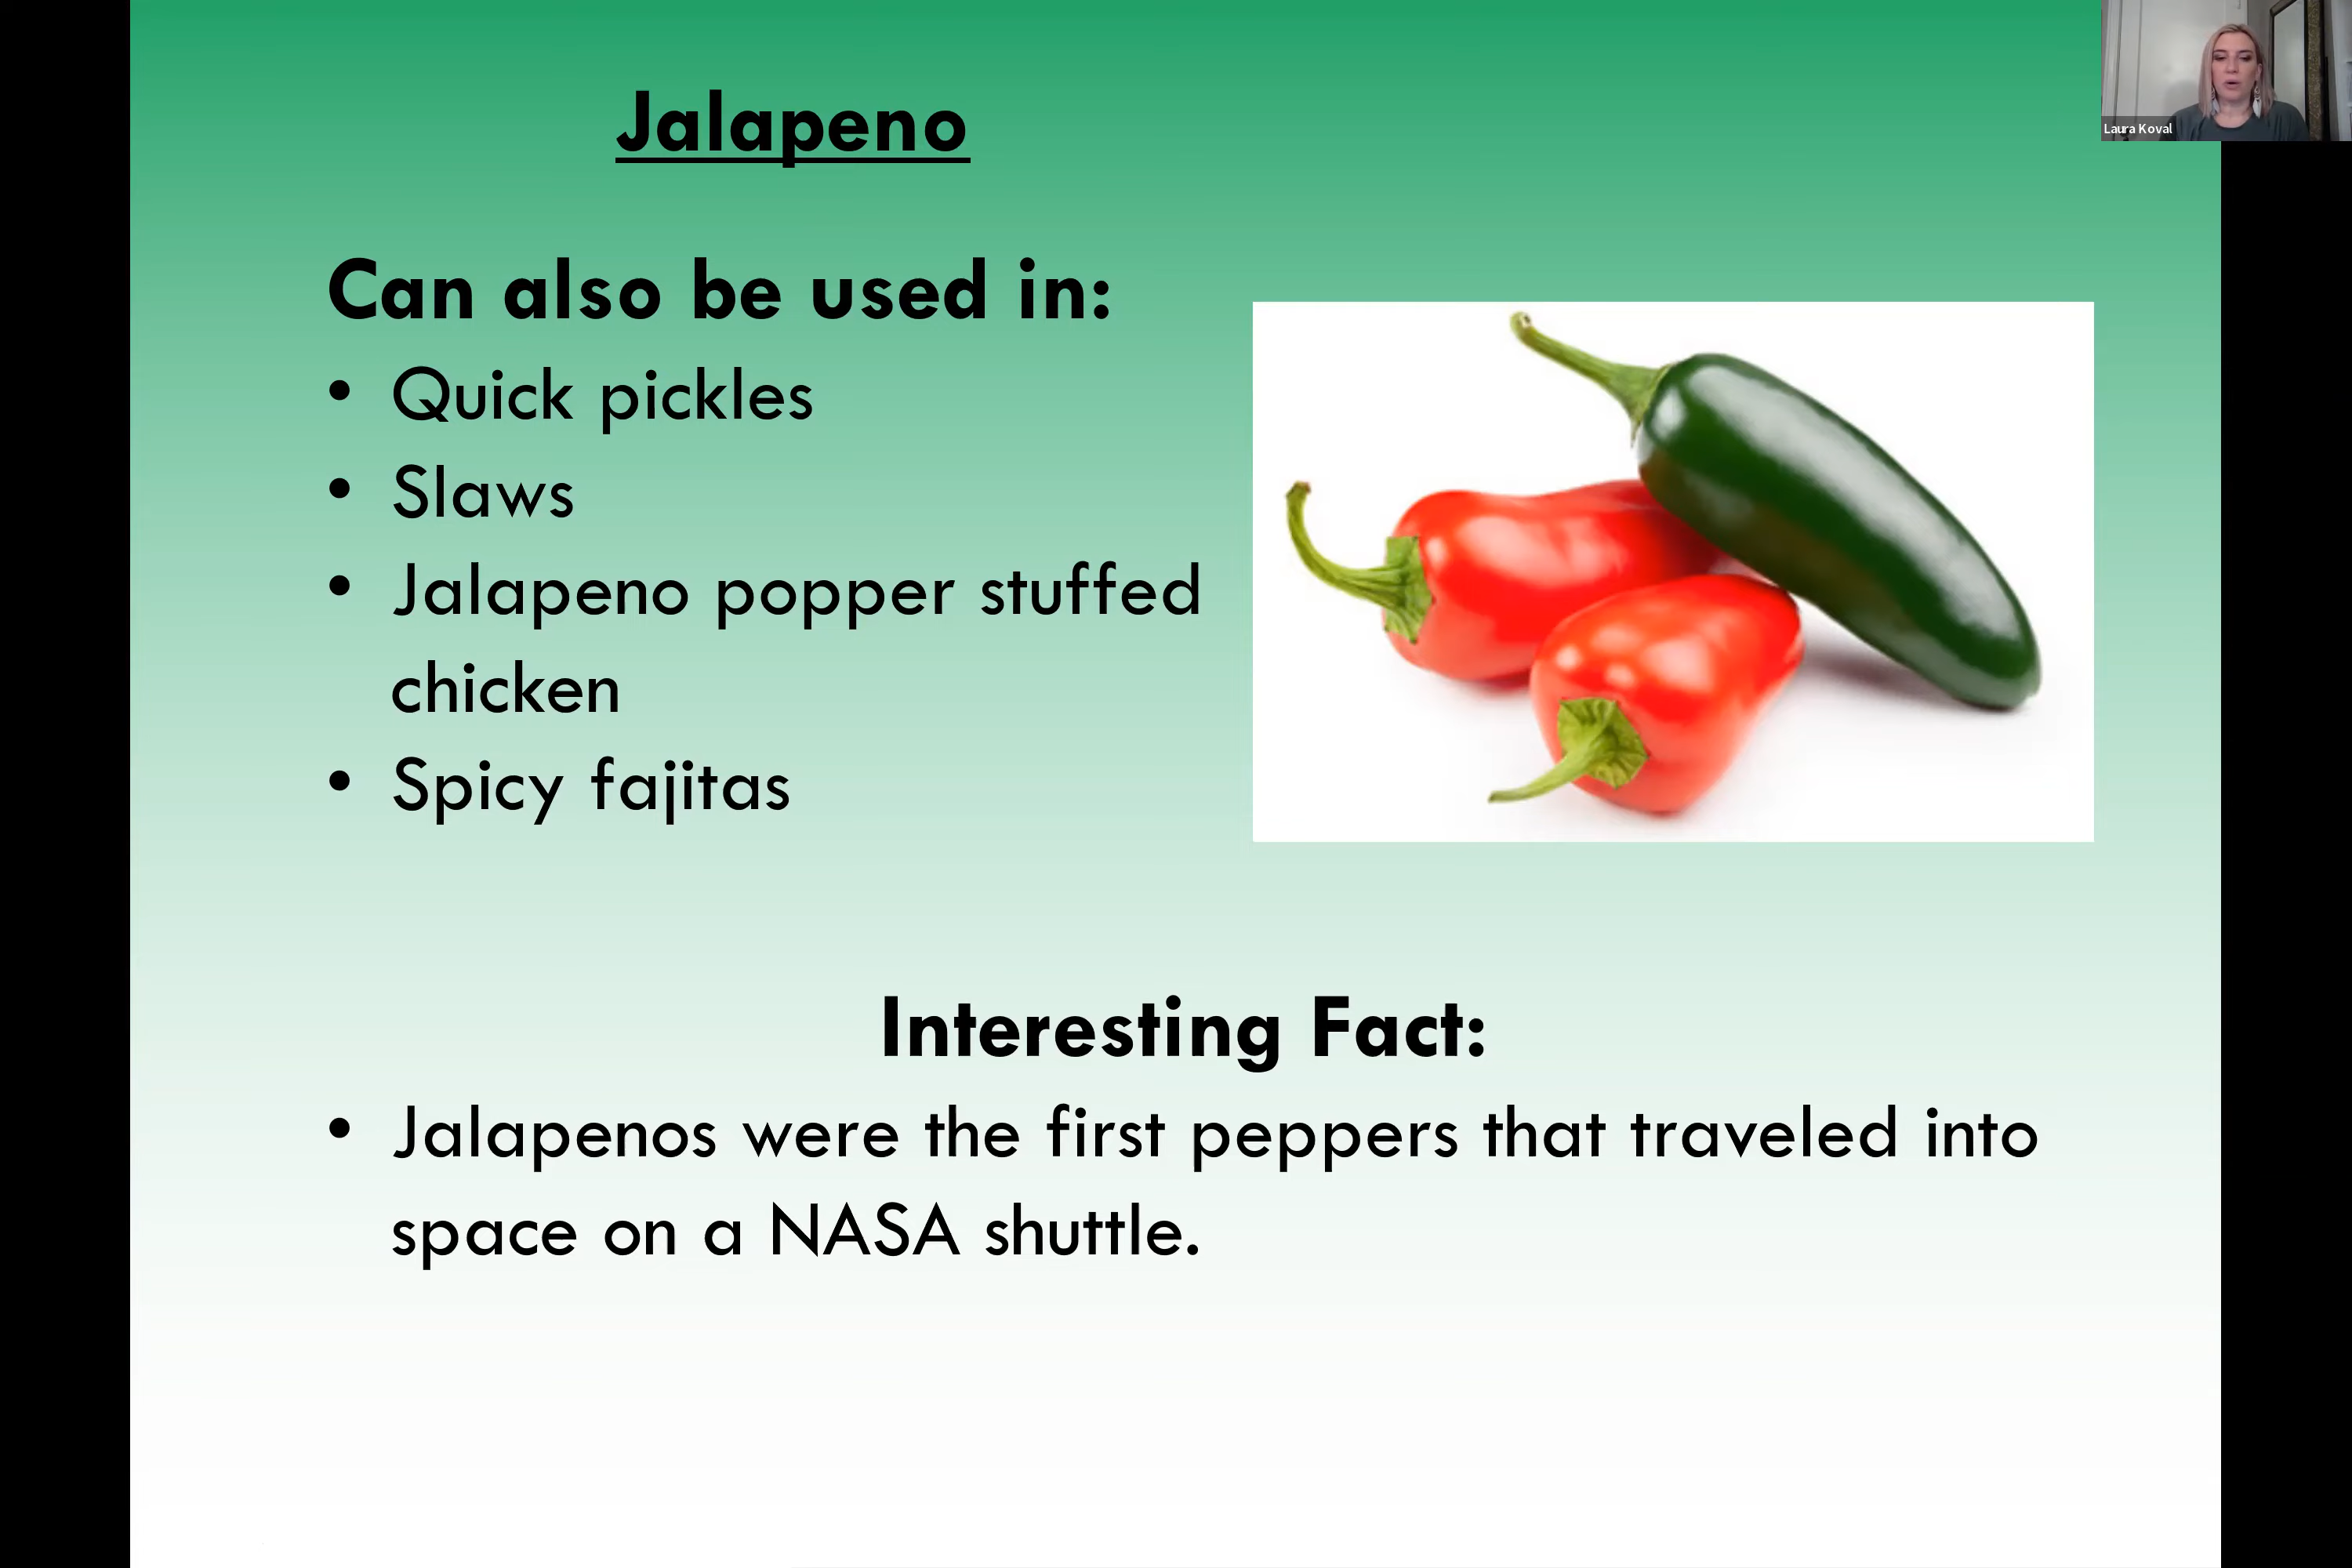 Jalapeno
Laura Koval
Can also be used in:
• Quick pickles
• Slaws
• Jalapeno popper stuffed
chicken
• Spicy fajitas
Interesting Fact:
• Jalapenos were the first peppers that traveled into
space on a NASA shuttle.